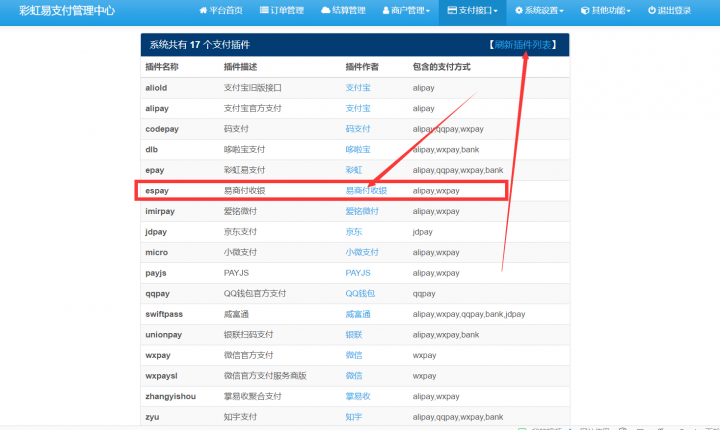 彩虹易支付管理中心 平台首页 订单管理 结算管理 商户管理 支付接口 系统设置 其他功能 退出登录
系统共有 17 个支付插件 【刷新插件列表】
插件名称 插件描述 插件作者 包含的支付方式
aliold 支付宝旧版接口 支付宝 alipay
alipay 支付宝官方支付 支付宝 alipay
codepay 码支付 码支付 alipay,qqpay,wxpay
dlb 哆啦宝支付 哆啦宝 alipay,wxpay,bank
epay 彩虹易支付 彩虹 alipay,qqpay,wxpay,bank
espay 易商付收银 易商付收银 alipay,wxpay
imirpay 爱铭微付 爱铭微付 alipay,wxpay
jdpay 京东支付 京东 jdpay
micro 小微支付 小微支付 alipay,wxpay
payjs PAYJS PAYJS alipay,wxpay
qqpay QQ钱包官方支付 QQ钱包 qqpay
swiftpass 威富通 威富通 alipay,wxpay,qqpay,bank,jdpay
unionpay 银联扫码支付 银联 alipay,wxpay,bank
wxpay 微信官方支付 微信 wxpay
wxpaysl 微信官方支付服务商版 微信 wxpay
zhangyishou 掌易收聚合支付 掌易收 alipay,wxpay
zyu 知宇支付 知宇 alipay,qqpay,wxpay,bank